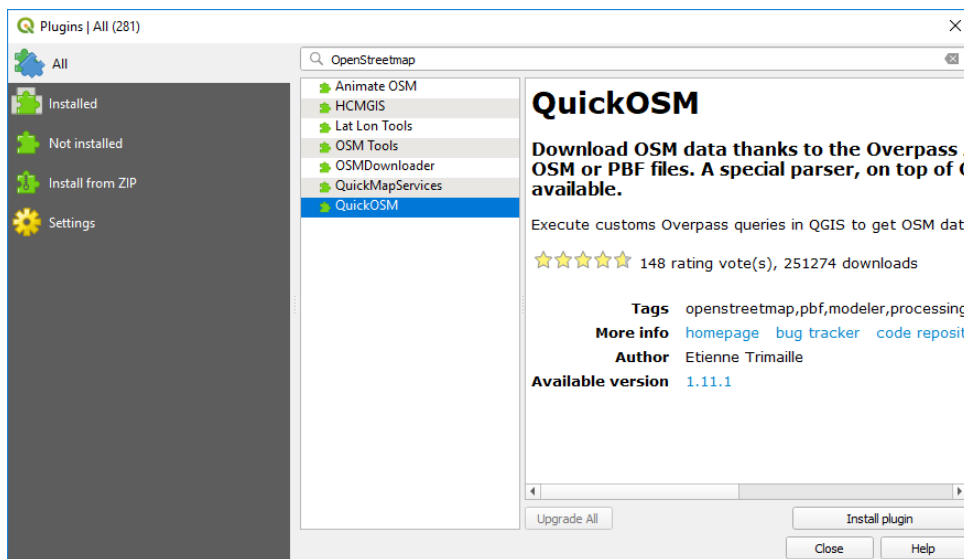 Plugins | All (281)
All
Installed
Not installed
Install from ZIP
Settings
OpenStreetmap
Animate OSM
HCMGIS
Lat Lon Tools
OSM Tools
OSMDownloader
QuickMapServices
QuickOSM
QuickOSM
Download OSM data thanks to the Overpass
OSM or PBF files. A special parser, on top of
available.
Execute customs Overpass queries in QGIS to get OSM dat
148 rating vote(s), 251274 downloads
Tags openstreetmap,pbf,modeler,processing
More info homepage bug tracker code reposit
Author Etienne Trimaille
Available version 1.11.1
Upgrade All
Install plugin
Close
Help